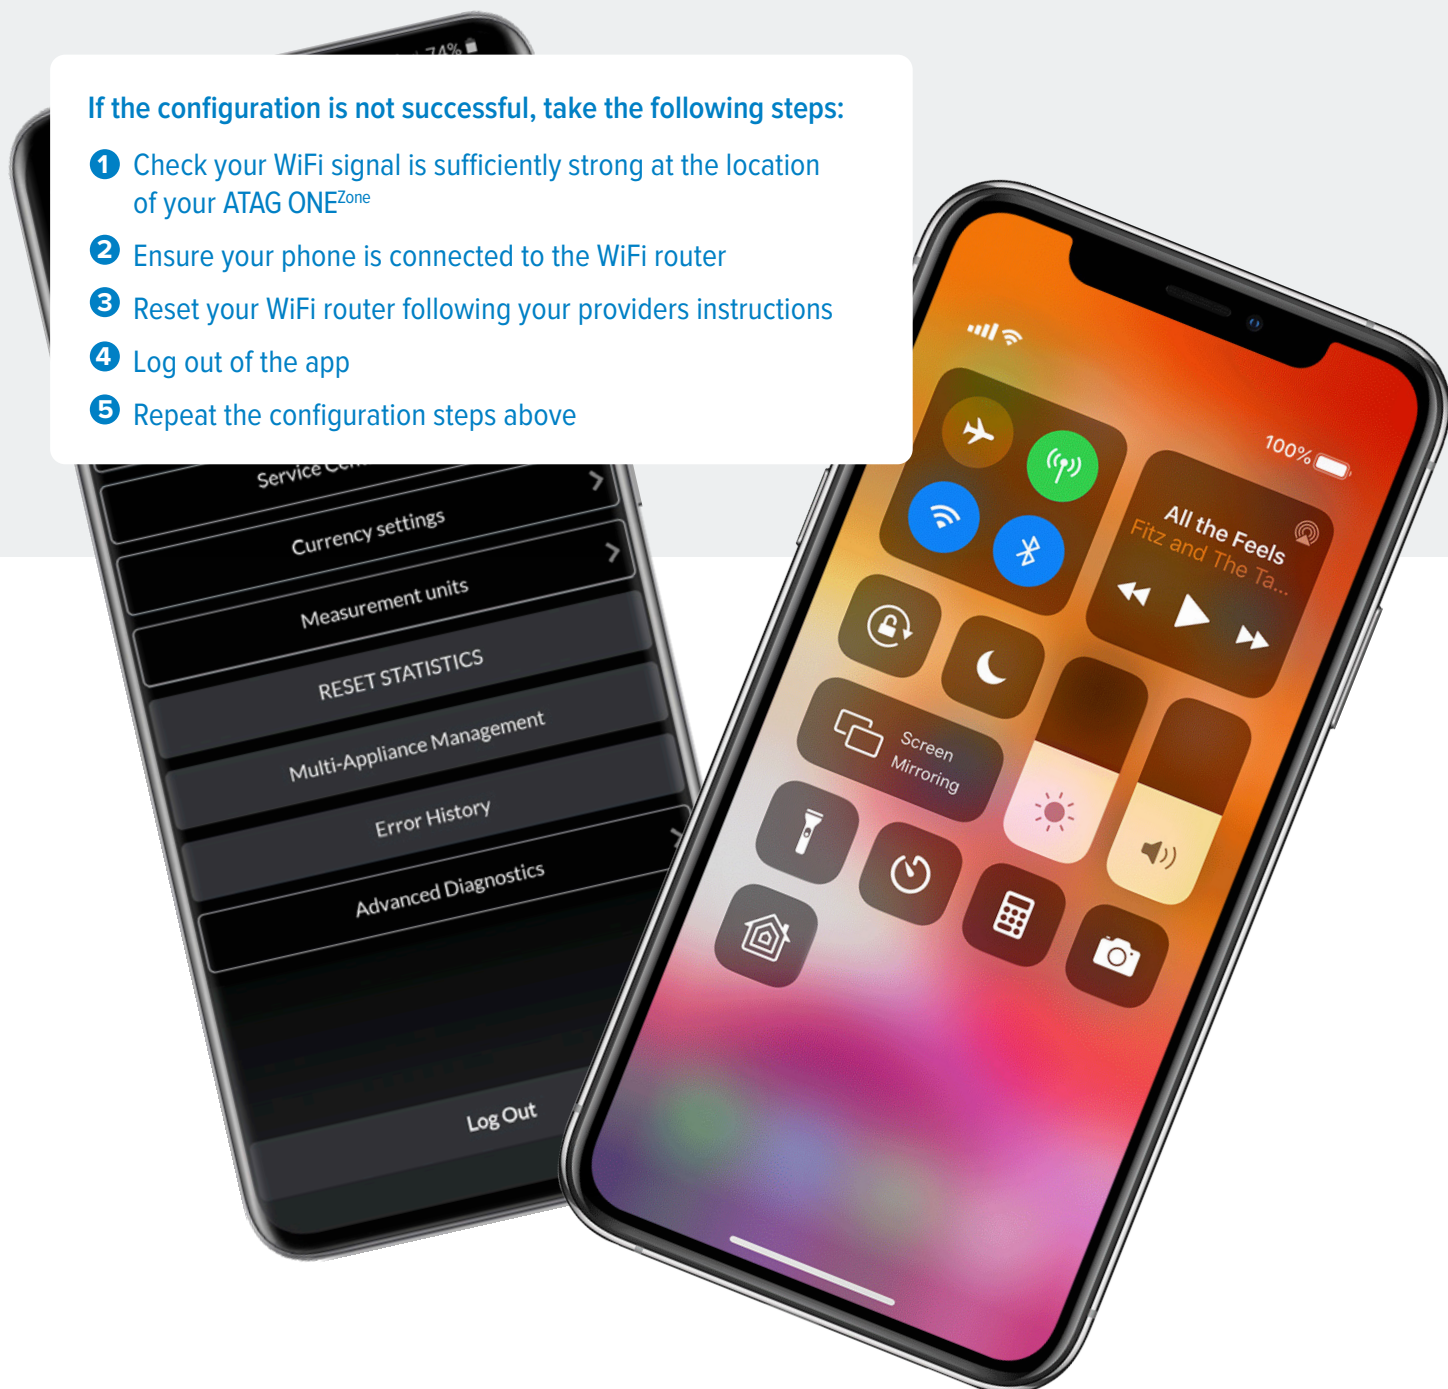 74%
If the configuration is not successful, take the following steps:
1 Check your WiFi signal is sufficiently strong at the location
of your ATAG ONEZone
2 Ensure your phone is connected to the WiFi router
3 Reset your WiFi router following your providers instructions
4 Log out of the app
5 Repeat the configuration steps above
Service
Currency settings
Measurement units
RESET STATISTICS
Multi-Appliance Management
Error History
Advanced Diagnostics
Log Out
100%
All the Feels
Fitz and The Ta...
Screen
Mirroring